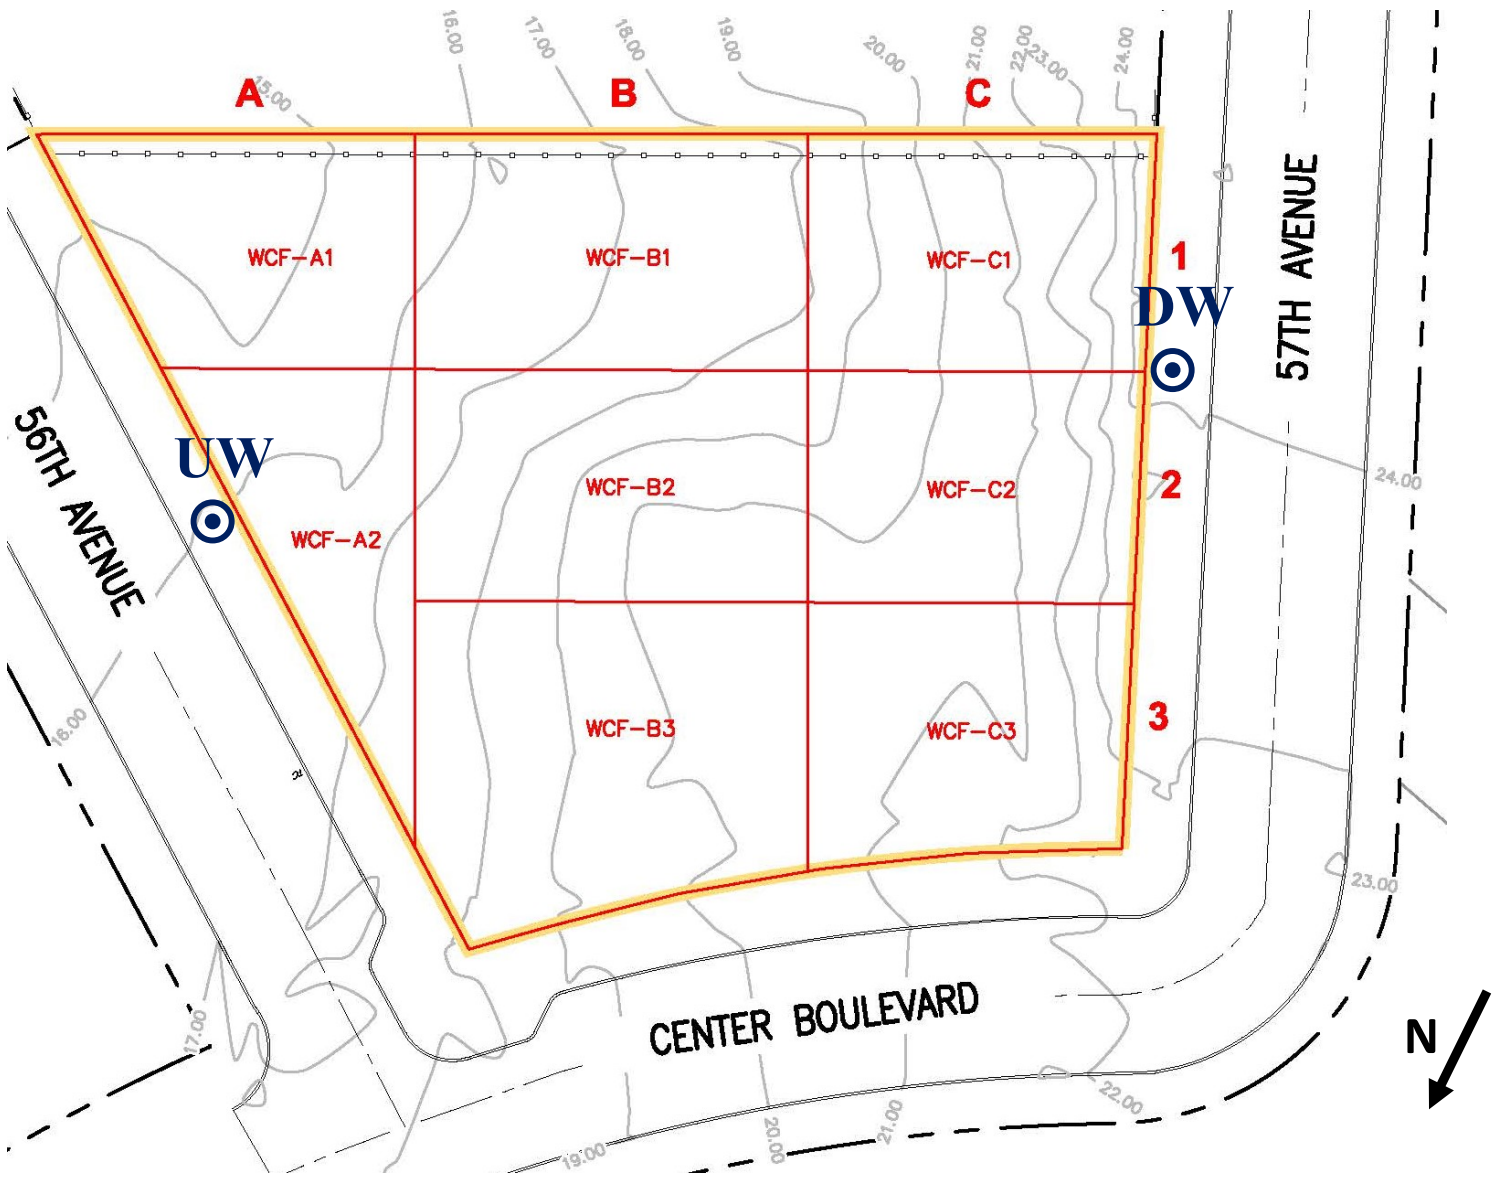 16.00
17.00
18.00
19.00
20.00
21.00
22.00
23.00
24.00
A
15.00
B
C
WCF-A1
WCF-B1
WCF-C1
1
DW
57TH AVENUE
56TH AVENUE
UW
WCF-A2
WCF-B2
WCF-C2
2
24.00
16.00
WCF-B3
WCF-C3
3
23.00
17.00
CENTER BOULEVARD
N
19.00
20.00
21.00
22.00